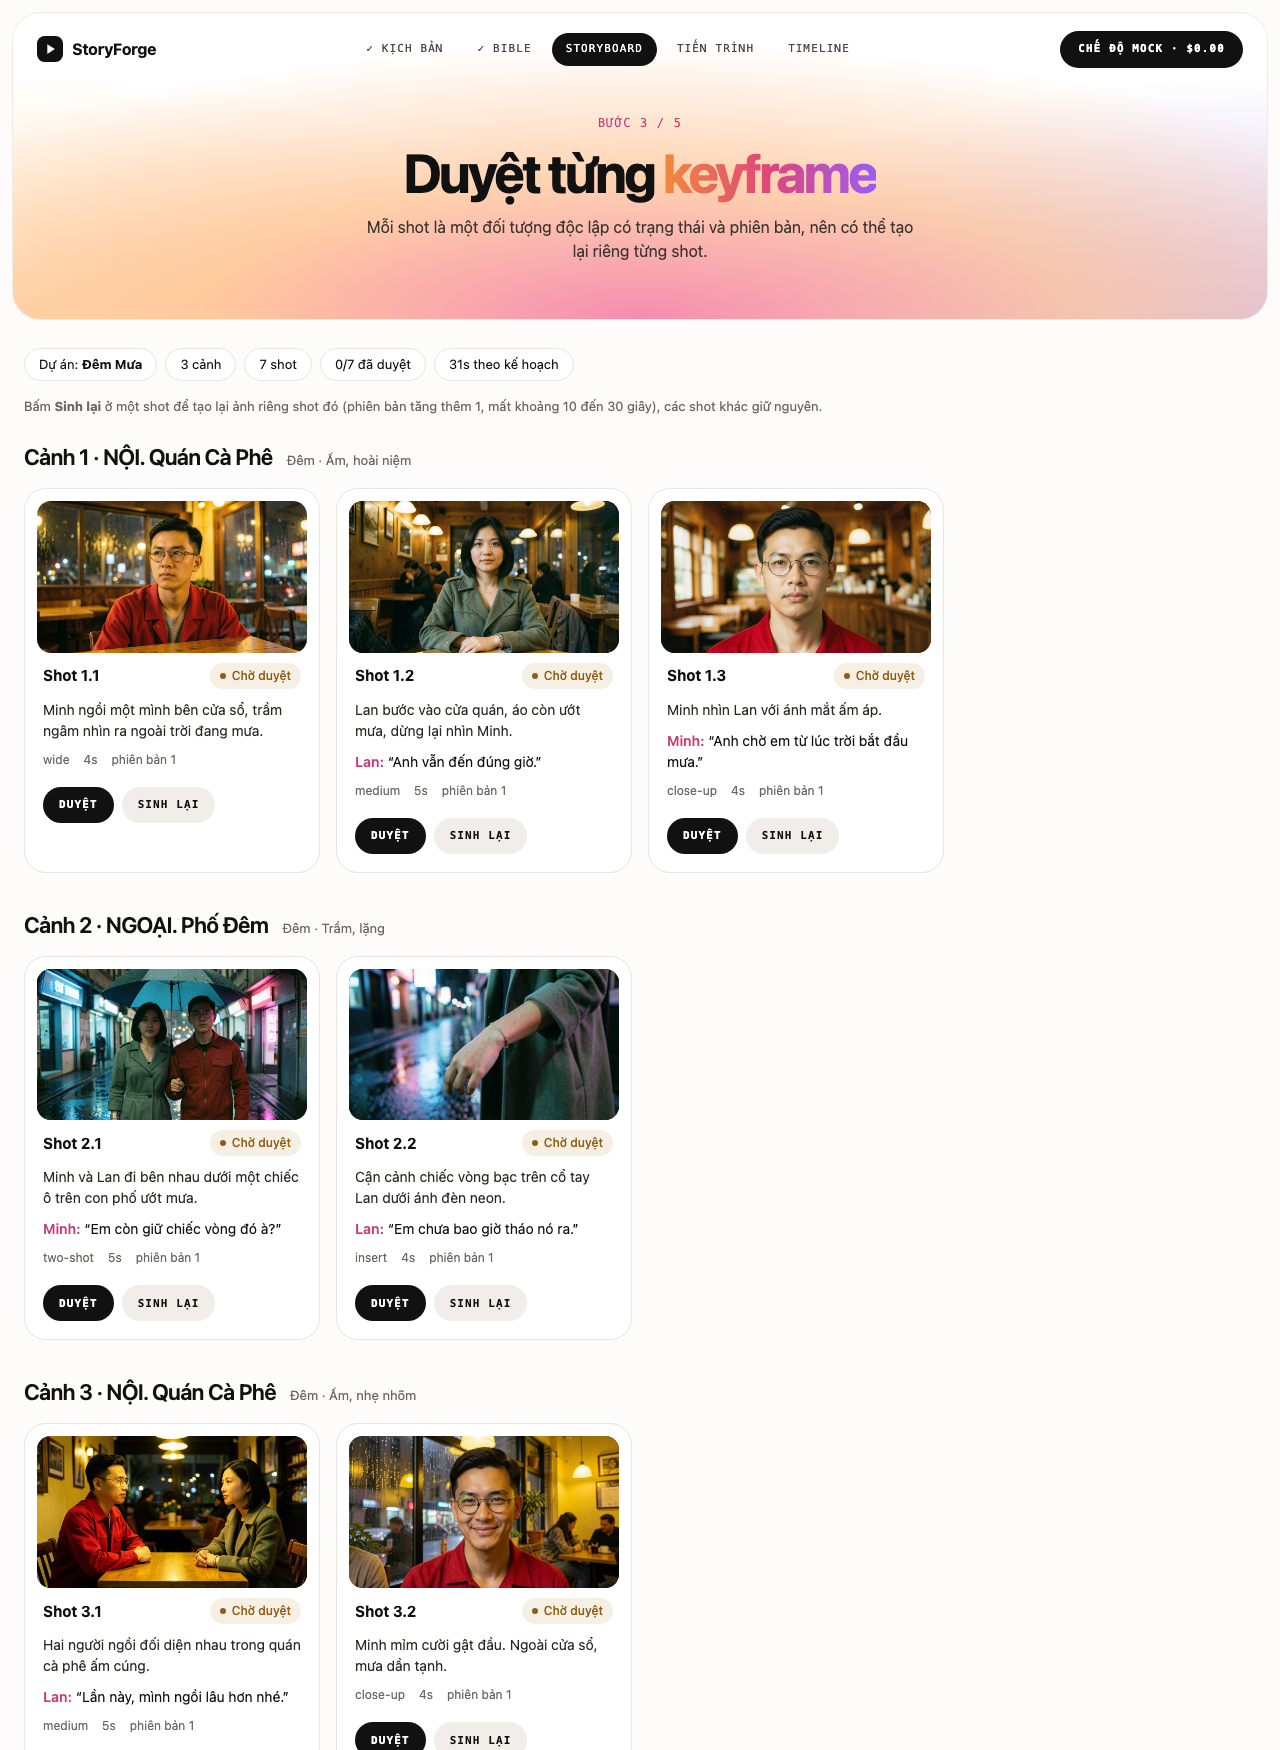 StoryForge
✓ KỊCH BẢN
✓ BIBLE
STORYBOARD
TIẾN TRÌNH
TIMELINE
CHẾ ĐỘ MOCK · $0.00
BƯỚC 3 / 5
Duyệt từng keyframe
Mỗi shot là một đối tượng độc lập có trạng thái và phiên bản, nên có thể tạo
lại riêng từng shot.
Dự án: Đêm Mưa
3 cảnh
7 shot
0/7 đã duyệt
31s theo kế hoạch
Bấm Sinh lại ở một shot để tạo lại ảnh riêng shot đó (phiên bản tăng thêm 1, mất khoảng 10 đến 30 giây), các shot khác giữ nguyên.
Cảnh 1 · NỘI. Quán Cà Phê
Đêm · Ấm, hoài niệm
Shot 1.1
Chờ duyệt
Minh ngồi một mình bên cửa sổ, trầm
ngâm nhìn ra ngoài trời đang mưa.
wide 4s phiên bản 1
DUYỆT
SINH LẠI
Shot 1.2
Chờ duyệt
Lan bước vào cửa quán, áo còn ướt
mưa, dừng lại nhìn Minh.
Lan: “Anh vẫn đến đúng giờ.”
medium 5s phiên bản 1
DUYỆT
SINH LẠI
Shot 1.3
Chờ duyệt
Minh nhìn Lan với ánh mắt ấm áp.
Minh: “Anh chờ em từ lúc trời bắt đầu
mưa.”
close-up 4s phiên bản 1
DUYỆT
SINH LẠI
Cảnh 2 · NGOẠI. Phố Đêm
Đêm · Trầm, lặng
Shot 2.1
Chờ duyệt
Minh và Lan đi bên nhau dưới một chiếc
ô trên con phố ướt mưa.
Minh: “Em còn giữ chiếc vòng đó à?”
two-shot 5s phiên bản 1
DUYỆT
SINH LẠI
Shot 2.2
Chờ duyệt
Cận cảnh chiếc vòng bạc trên cổ tay
Lan dưới ánh đèn neon.
Lan: “Em chưa bao giờ tháo nó ra.”
insert 4s phiên bản 1
DUYỆT
SINH LẠI
Cảnh 3 · NỘI. Quán Cà Phê
Đêm · Ấm, nhẹ nhõm
Shot 3.1
Chờ duyệt
Hai người ngồi đối diện nhau trong quán
cà phê ấm cúng.
Lan: “Lần này, mình ngồi lâu hơn nhé.”
medium 5s phiên bản 1
Shot 3.2
Chờ duyệt
Minh mỉm cười gật đầu. Ngoài cửa sổ,
mưa dần tạnh.
close-up 4s phiên bản 1
DUYỆT
SINH LẠI